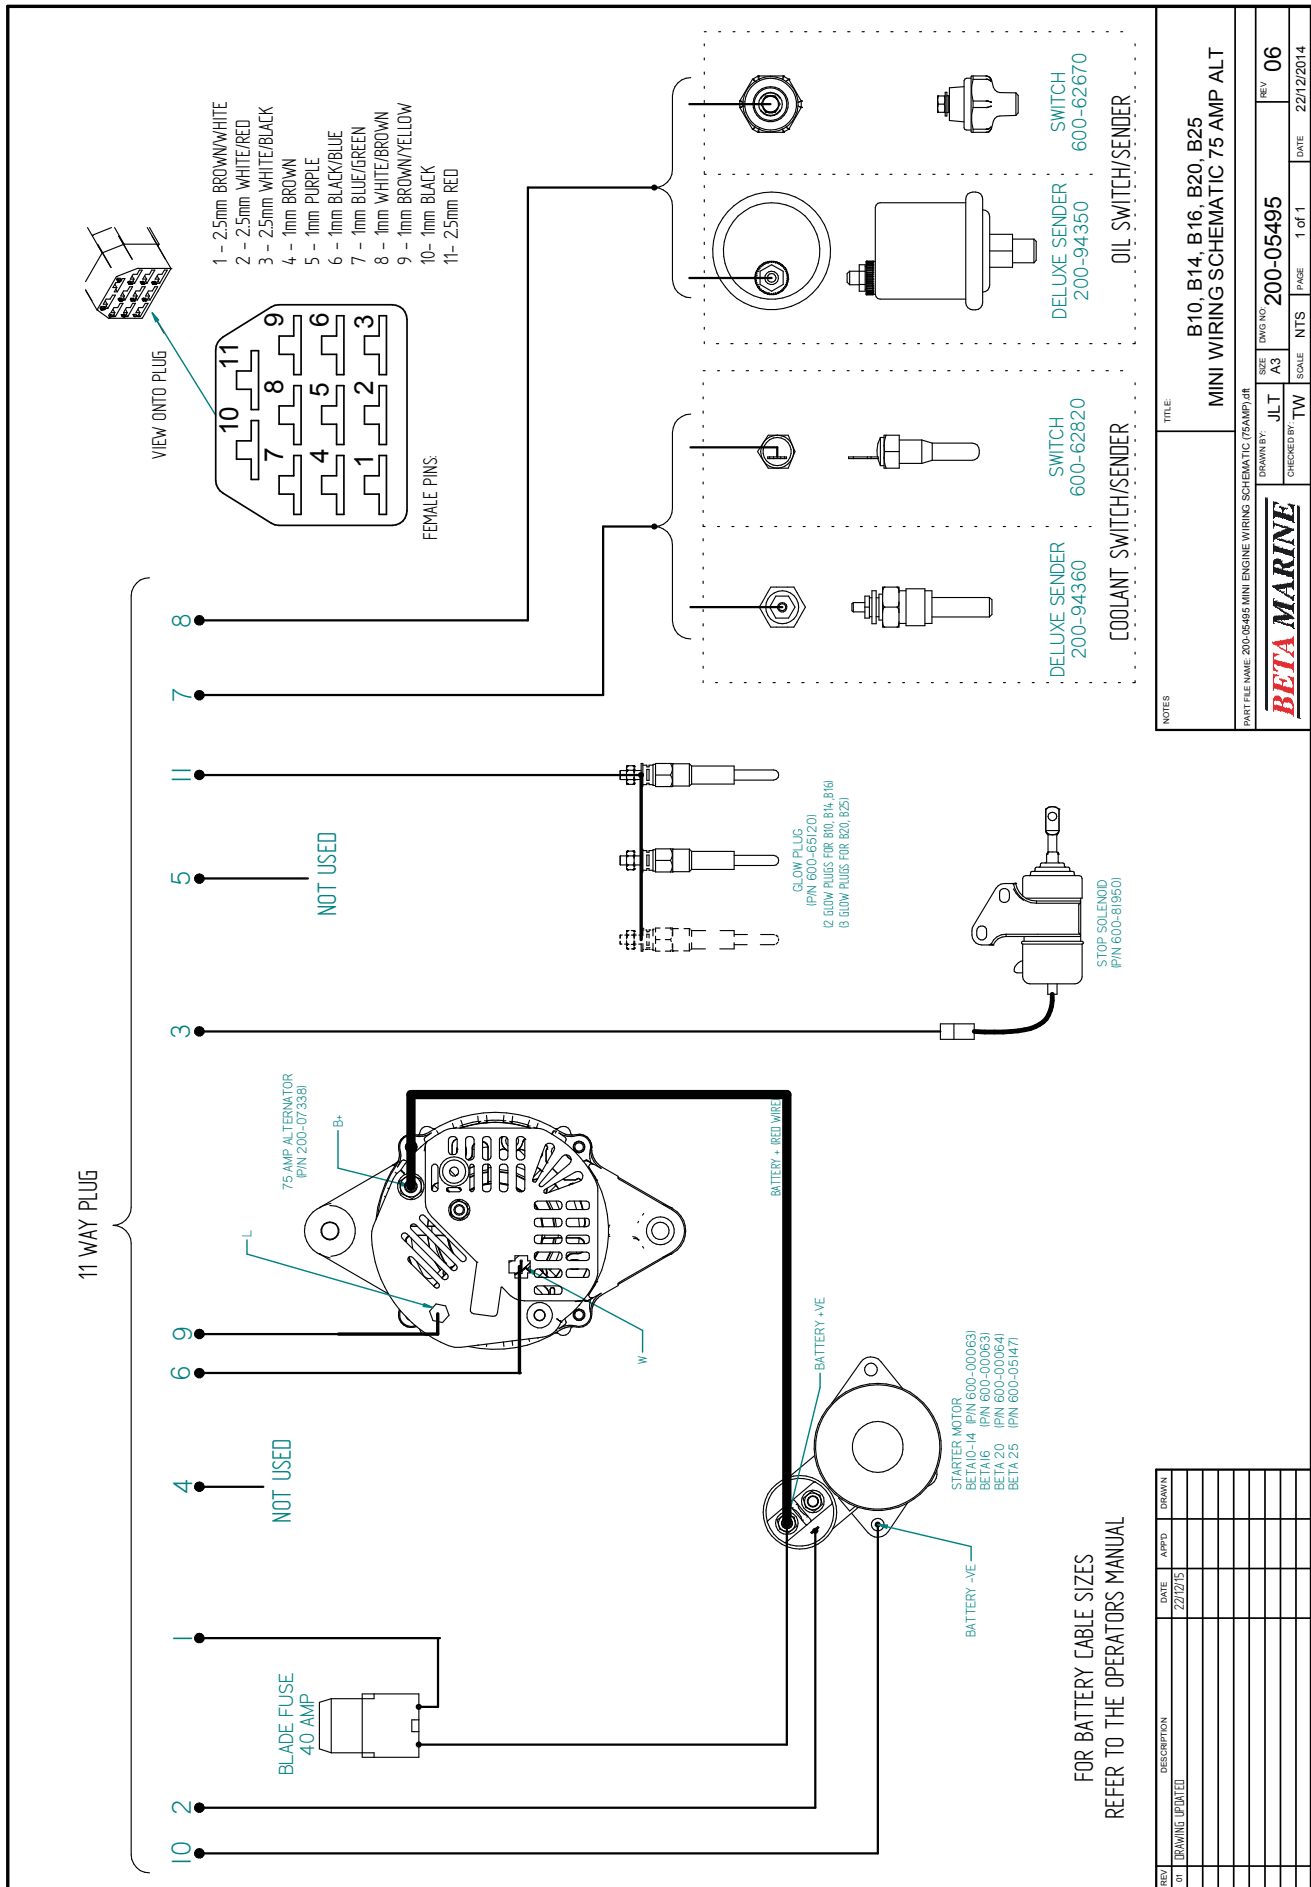 11 WAY PLUG
10
2
1
4
6
9
3
5
11
7
8
BLADE FUSE
40 AMP
NOT USED
75 AMP ALTERNATOR
(P/N 200-07338)
L
B+
W
BATTERY + (RED WIRE)
BATTERY +VE
BATTERY -VE
STARTER MOTOR
BETA10-14 (P/N 600-00063)
BETA16 (P/N 600-00063)
BETA 20 (P/N 600-00064)
BETA 25 (P/N 600-05147)
STOP SOLENOID
(P/N 600-81950)
NOT USED
GLOW PLUG
(P/N 600-65120)
(2 GLOW PLUGS FOR B10, B14 ,B16)
(3 GLOW PLUGS FOR B20, B25)
VIEW ONTO PLUG
10 11
7 8 9
4 5 6
1 2 3
FEMALE PINS:
1 - 2.5mm BROWN/WHITE
2 - 2.5mm WHITE/RED
3 - 2.5mm WHITE/BLACK
4 - 1mm BROWN
5 - 1mm PURPLE
6 - 1mm BLACK/BLUE
7 - 1mm BLUE/GREEN
8 - 1mm WHITE/BROWN
9 - 1mm BROWN/YELLOW
10- 1mm BLACK
11- 2.5mm RED
DELUXE SENDER
200-94360
SWITCH
600-62820
COOLANT SWITCH/SENDER
DELUXE SENDER
200-94350
SWITCH
600-62670
OIL SWITCH/SENDER
FOR BATTERY CABLE SIZES
REFER TO THE OPERATORS MANUAL
REV DESCRIPTION DATE APP'D DRAWN
01 DRAWING UPDATED 22/12/15
NOTES
TITLE:
B10, B14, B16, B20, B25
MINI WIRING SCHEMATIC 75 AMP ALT
PART FILE NAME: 200-05495 MINI ENGINE WIRING SCHEMATIC (75AMP).dft
BETA MARINE
DRAWN BY: JLT
CHECKED BY: TW
SIZE A3
DWG NO: 200-05495
REV 06
SCALE NTS
PAGE 1 of 1
DATE 22/12/2014